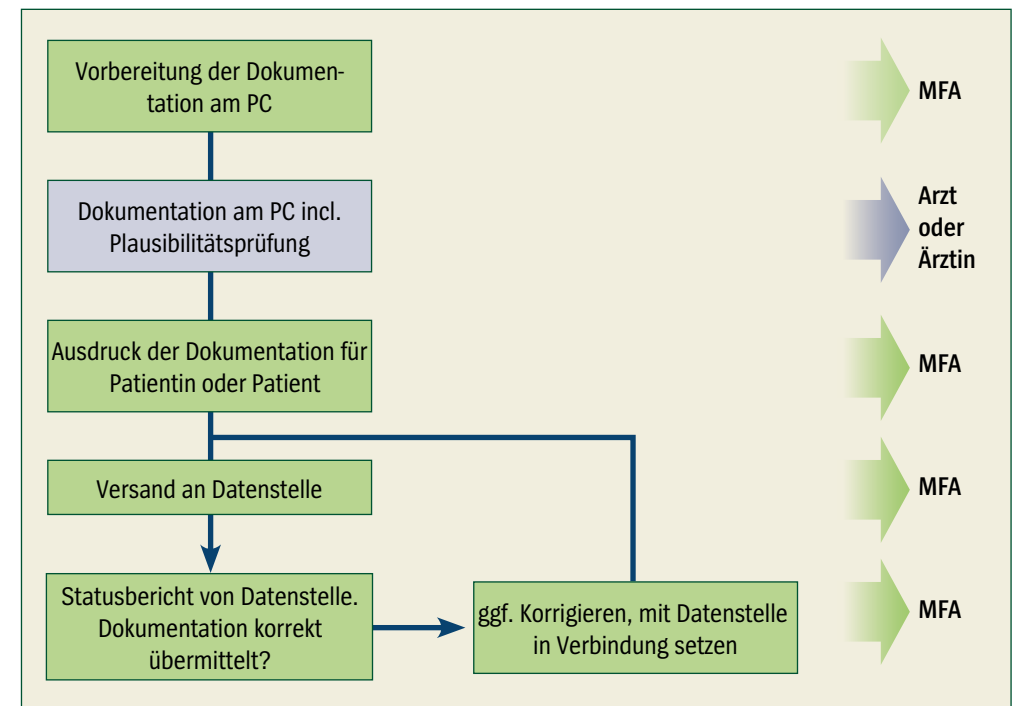 Vorbereitung der Dokumen-
tation am PC
MFA
Dokumentation am PC incl.
Plausibilitätsprüfung
Arzt
oder
Ärztin
Ausdruck der Dokumentation für
Patientin oder Patient
MFA
Versand an Datenstelle
MFA
Statusbericht von Datenstelle.
Dokumentation korrekt
übermittelt?
ggf. Korrigieren, mit Datenstelle
in Verbindung setzen
MFA